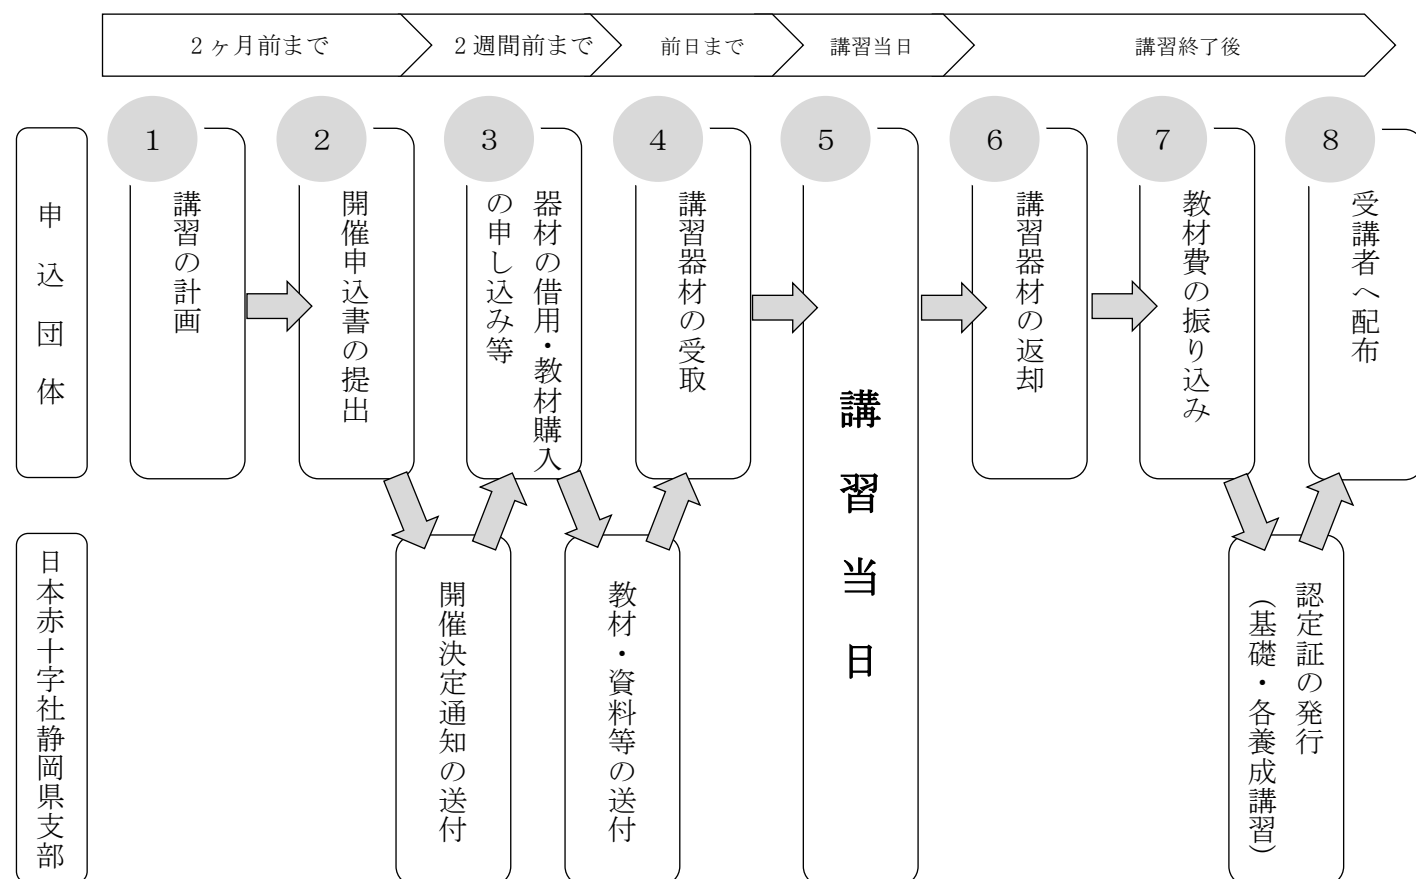 2ヶ月前まで
2週間前まで
前日まで
講習当日
講習終了後
申込団体
1
講習の計画
2
開催申込書の提出
3
器材の借用・教材購入
の申し込み等
4
講習器材の受取
5
講習当日
6
講習器材の返却
7
教材費の振り込み
8
受講者へ配布
日本赤十字社静岡県支部
開催決定通知の送付
教材・資料等の送付
認定証の発行
(基礎・各養成講習)